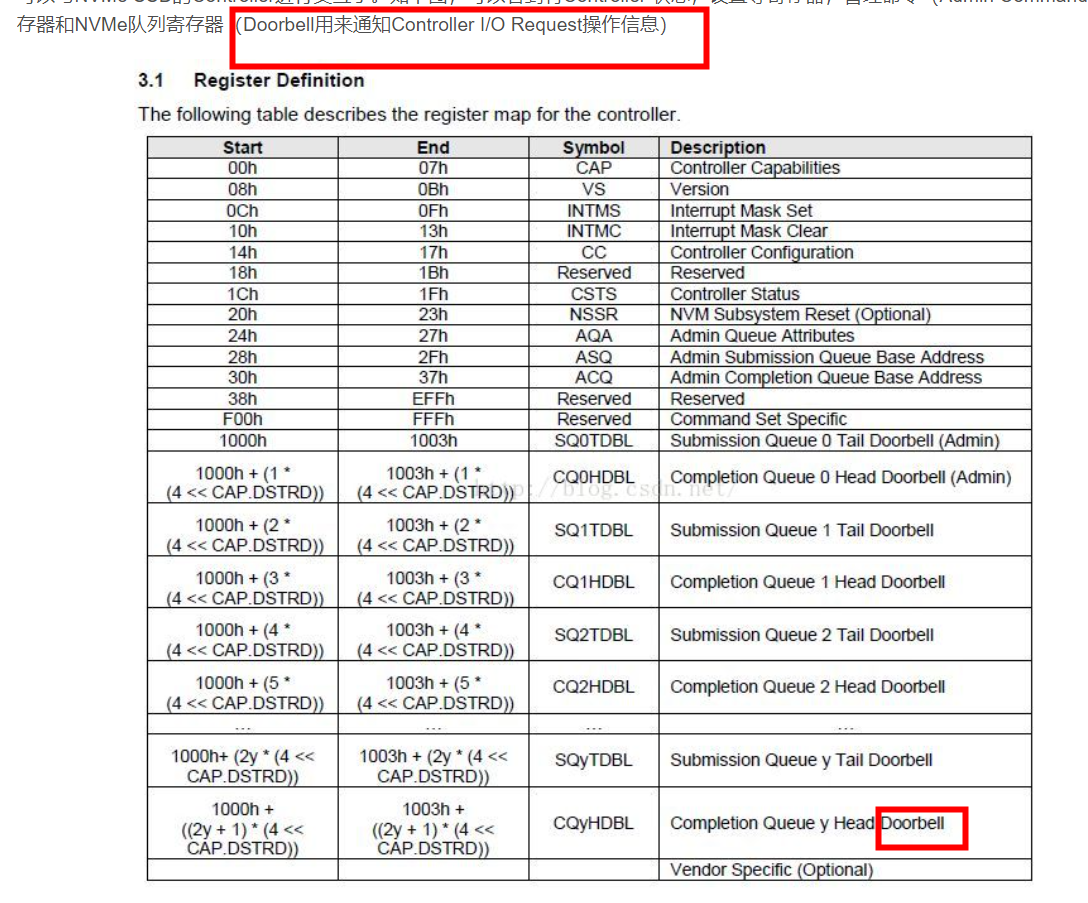 存器和NVMe队列寄存器 (Doorbell用来通知Controller I/O Request操作信息)
3.1 Register Definition
The following table describes the register map for the controller.
Start End Symbol Description
00h 07h CAP Controller Capabilities
08h 0Bh VS Version
0Ch 0Fh INTMS Interrupt Mask Set
10h 13h INTMC Interrupt Mask Clear
14h 17h CC Controller Configuration
18h 1Bh Reserved Reserved
1Ch 1Fh CSTS Controller Status
20h 23h NSSR NVM Subsystem Reset (Optional)
24h 27h AQA Admin Queue Attributes
28h 2Fh ASQ Admin Submission Queue Base Address
30h 37h ACQ Admin Completion Queue Base Address
38h EFFh Reserved Reserved
F00h FFFh Reserved Command Set Specific
1000h 1003h SQ0TDBL Submission Queue 0 Tail Doorbell (Admin)
1000h + (1 * 1003h + (1 *
(4 << CAP.DSTRD)) (4 << CAP.DSTRD)) CQ0HDBL Completion Queue 0 Head Doorbell (Admin)
http://blog.csdn.net/
1000h + (2 * 1003h + (2 *
(4 << CAP.DSTRD)) (4 << CAP.DSTRD)) SQ1TDBL Submission Queue 1 Tail Doorbell
1000h + (3 * 1003h + (3 *
(4 << CAP.DSTRD)) (4 << CAP.DSTRD)) CQ1HDBL Completion Queue 1 Head Doorbell
1000h + (4 * 1003h + (4 *
(4 << CAP.DSTRD)) (4 << CAP.DSTRD)) SQ2TDBL Submission Queue 2 Tail Doorbell
1000h + (5 * 1003h + (5 *
(4 << CAP.DSTRD)) (4 << CAP.DSTRD)) CQ2HDBL Completion Queue 2 Head Doorbell
... ... ... ...
1000h+ (2y * (4 << 1003h + (2y * (4 <<
CAP.DSTRD)) CAP.DSTRD)) SQyTDBL Submission Queue y Tail Doorbell
1000h + 1003h +
((2y + 1) * (4 << ((2y + 1) * (4 << CQyHDBL Completion Queue y Head Doorbell
CAP.DSTRD)) CAP.DSTRD))
Vendor Specific (Optional)